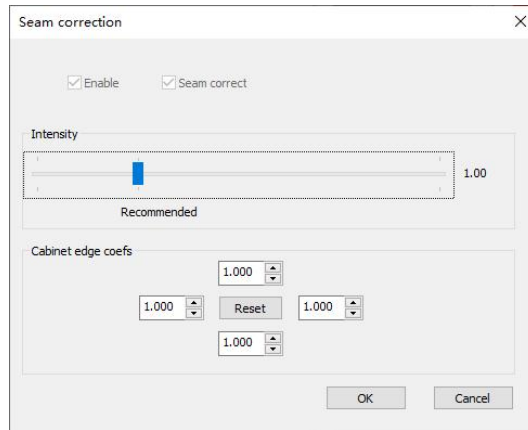 Seam correction
Enable
Seam correct
Intensity
1.00
Recommended
Cabinet edge coefs
1.000
1.000
Reset
1.000
1.000
OK
Cancel